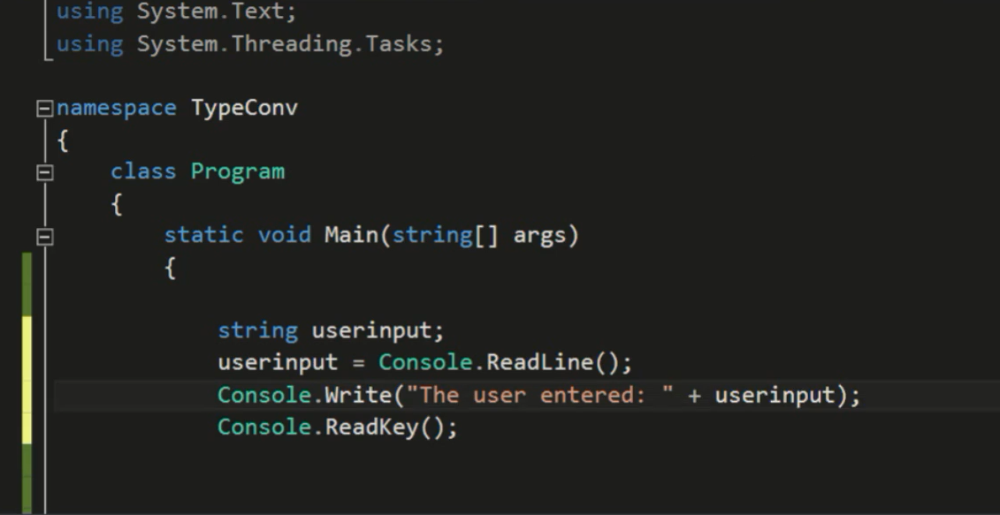 using System.Text;
using System.Threading.Tasks;
namespace TypeConv
{
class Program
{
static void Main(string[] args)
{
string userinput;
userinput = Console.ReadLine();
Console.Write("The user entered: " + userinput);
Console.ReadKey();